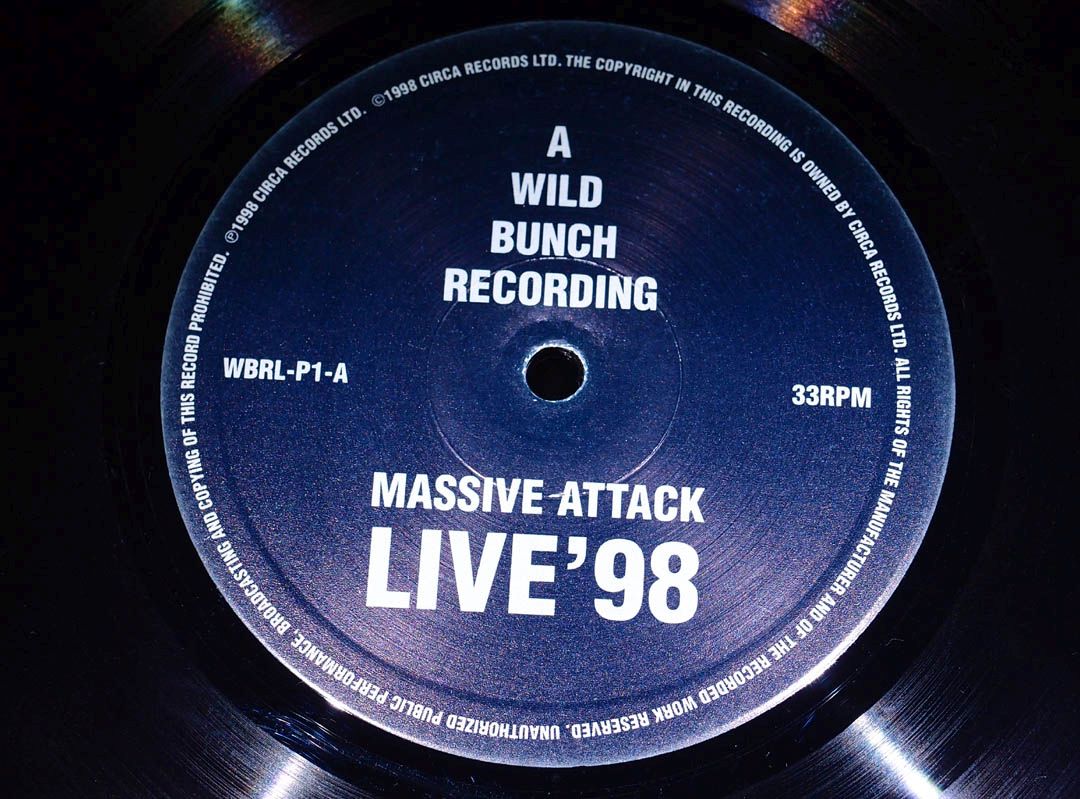 A
WILD
BUNCH
RECORDING
WBRL-P1-A
33RPM
MASSIVE ATTACK
LIVE'98
℗1998 CIRCA RECORDS LTD. ©1998 CIRCA RECORDS LTD. THE COPYRIGHT IN THIS RECORDING IS OWNED BY CIRCA RECORDS LTD. ALL RIGHTS OF THE MANUFACTURER AND OF THE RECORDED WORK RESERVED. UNAUTHORIZED PUBLIC PERFORMANCE, BROADCASTING AND COPYING OF THIS RECORD PROHIBITED.